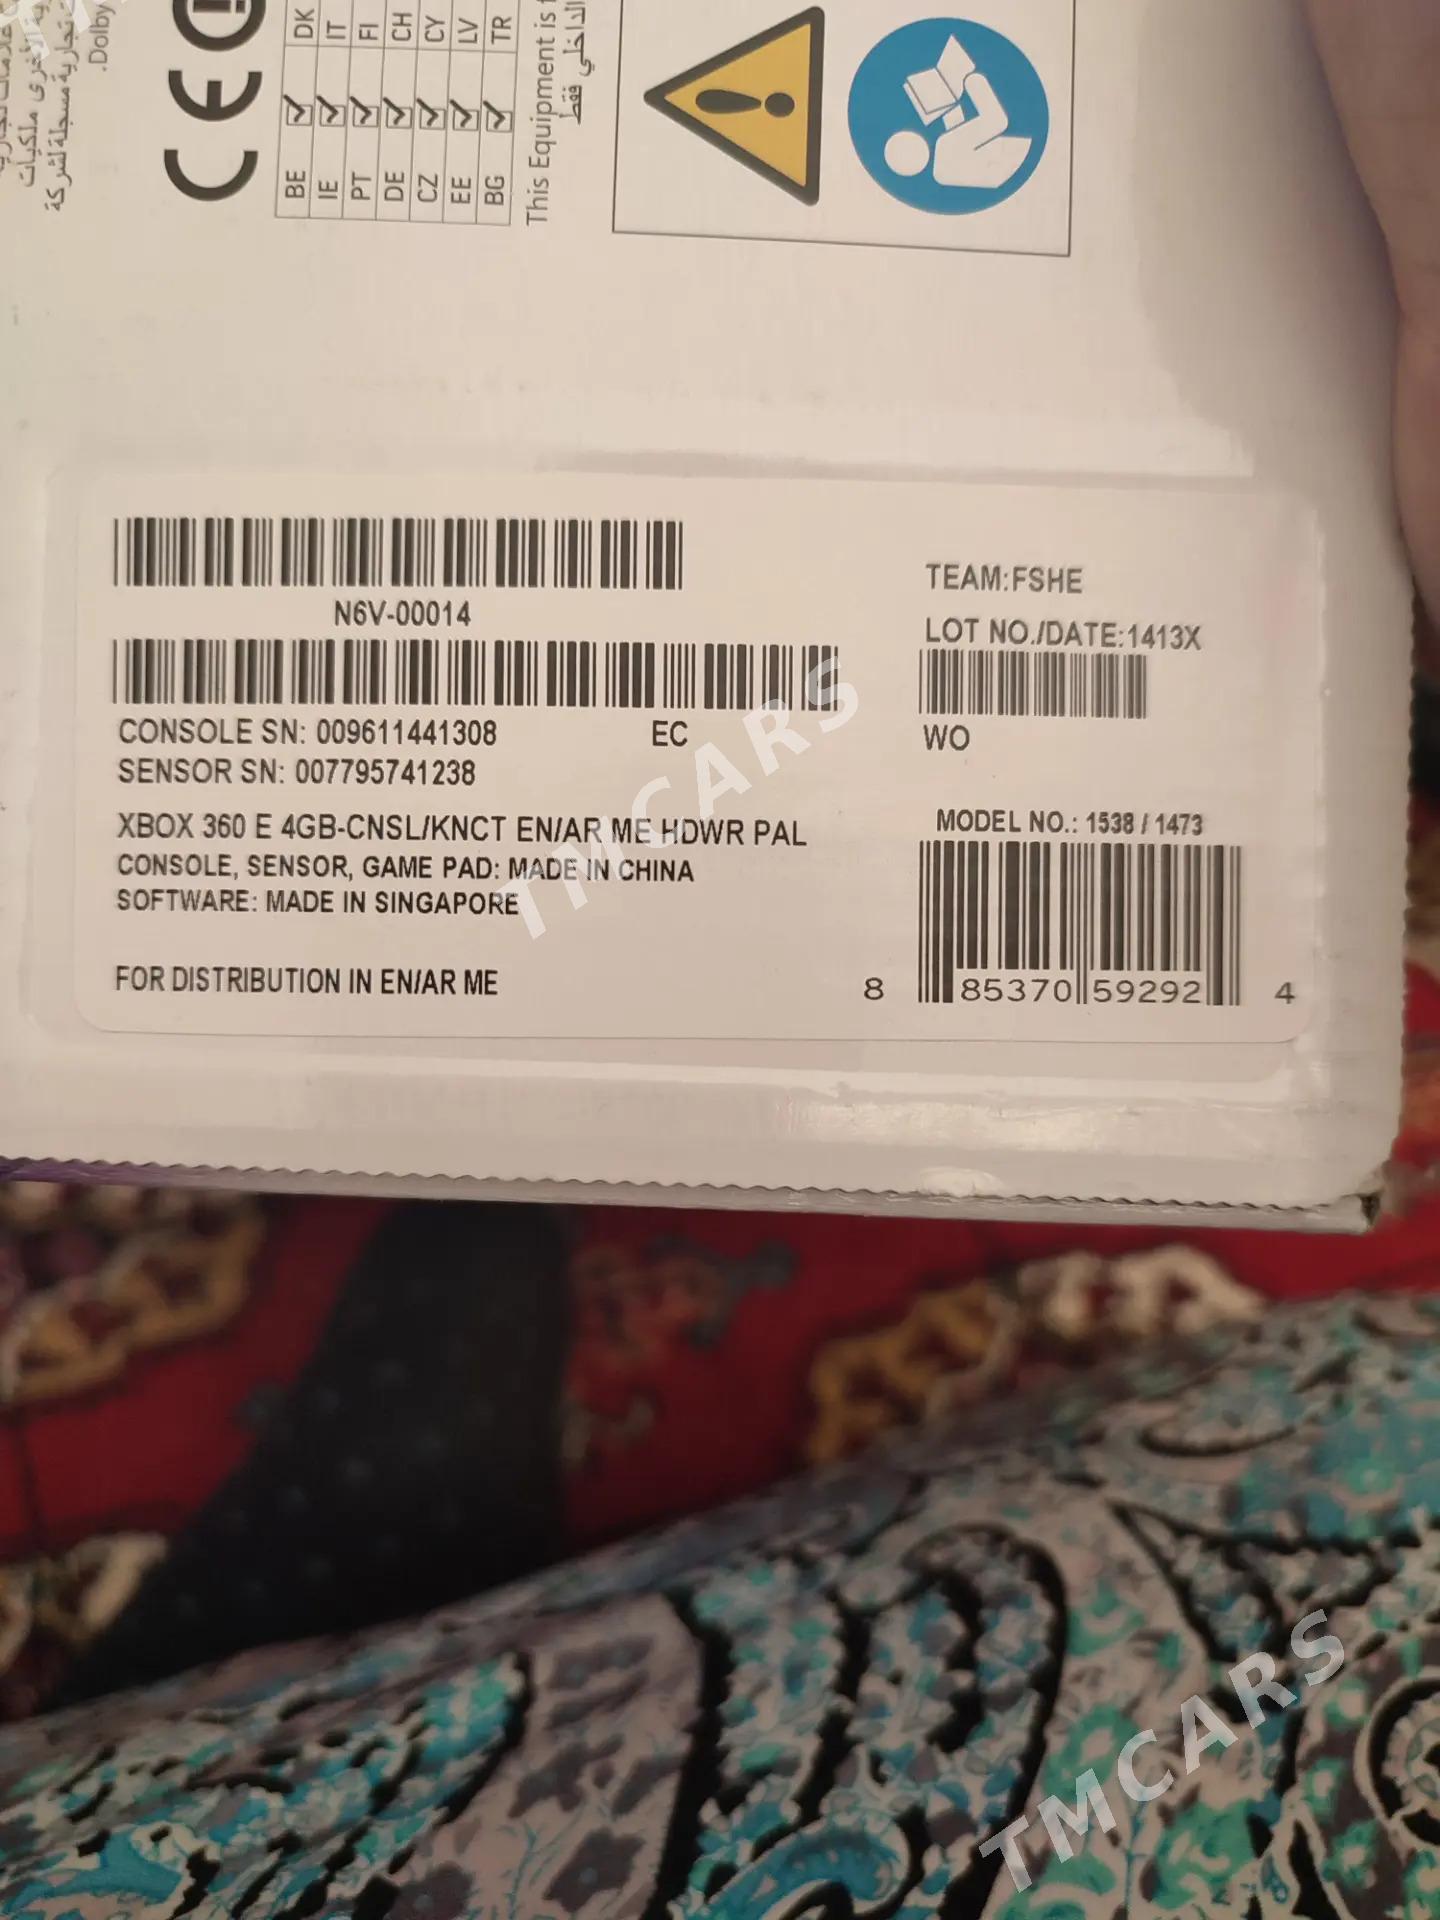 .Dolby
CE
BE DK
IE IT
PT FI
DE CH
CZ CY
EE LV
BG TR
This Equipment is
الداخلي فقط
N6V-00014
CONSOLE SN: 009611441308 EC
SENSOR SN: 007795741238
XBOX 360 E 4GB-CNSL/KNCT EN/AR ME HDWR PAL
CONSOLE, SENSOR, GAME PAD: MADE IN CHINA
SOFTWARE: MADE IN SINGAPORE
FOR DISTRIBUTION IN EN/AR ME
TEAM:FSHE
LOT NO./DATE:1413X
WO
MODEL NO.: 1538 / 1473
8 85370 59292 4
TMCARS
TMCARS